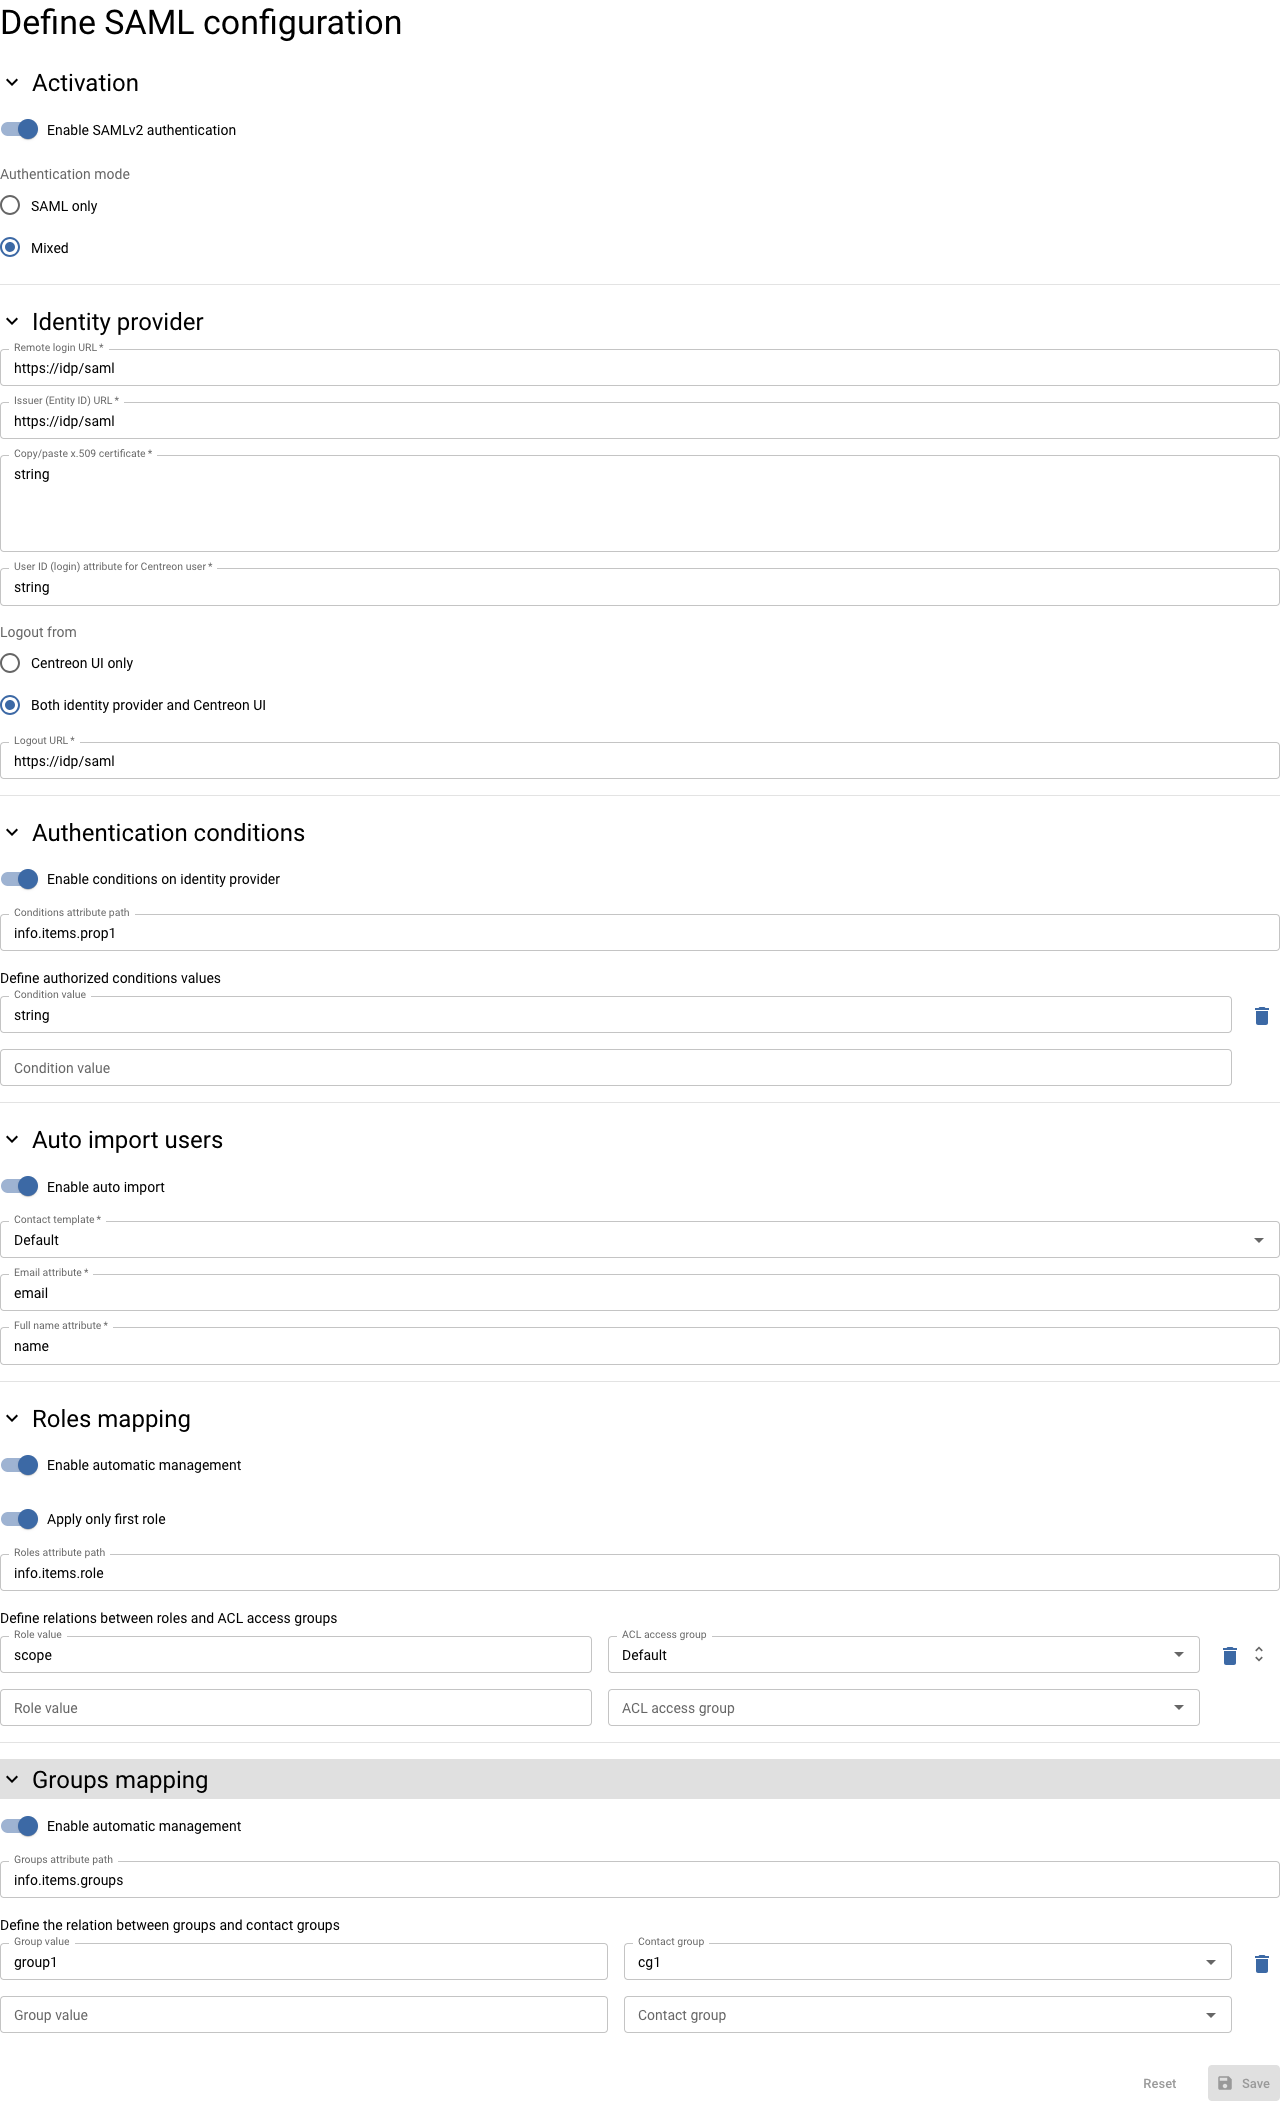 Define SAML configuration
Activation
Enable SAMLv2 authentication
Authentication mode
SAML only
Mixed
Identity provider
Remote login URL *
https://idp/saml
Issuer (Entity ID) URL *
https://idp/saml
Copy/paste x.509 certificate *
string
User ID (login) attribute for Centreon user *
string
Logout from
Centreon UI only
Both identity provider and Centreon UI
Logout URL *
https://idp/saml
Authentication conditions
Enable conditions on identity provider
Conditions attribute path
info.items.prop1
Define authorized conditions values
Condition value
string
Condition value
Auto import users
Enable auto import
Contact template *
Default
Email attribute *
email
Full name attribute *
name
Roles mapping
Enable automatic management
Apply only first role
Roles attribute path
info.items.role
Define relations between roles and ACL access groups
Role value ACL access group
scope Default
Role value ACL access group
Groups mapping
Enable automatic management
Groups attribute path
info.items.groups
Define the relation between groups and contact groups
Group value Contact group
group1 cg1
Group value Contact group
Reset Save